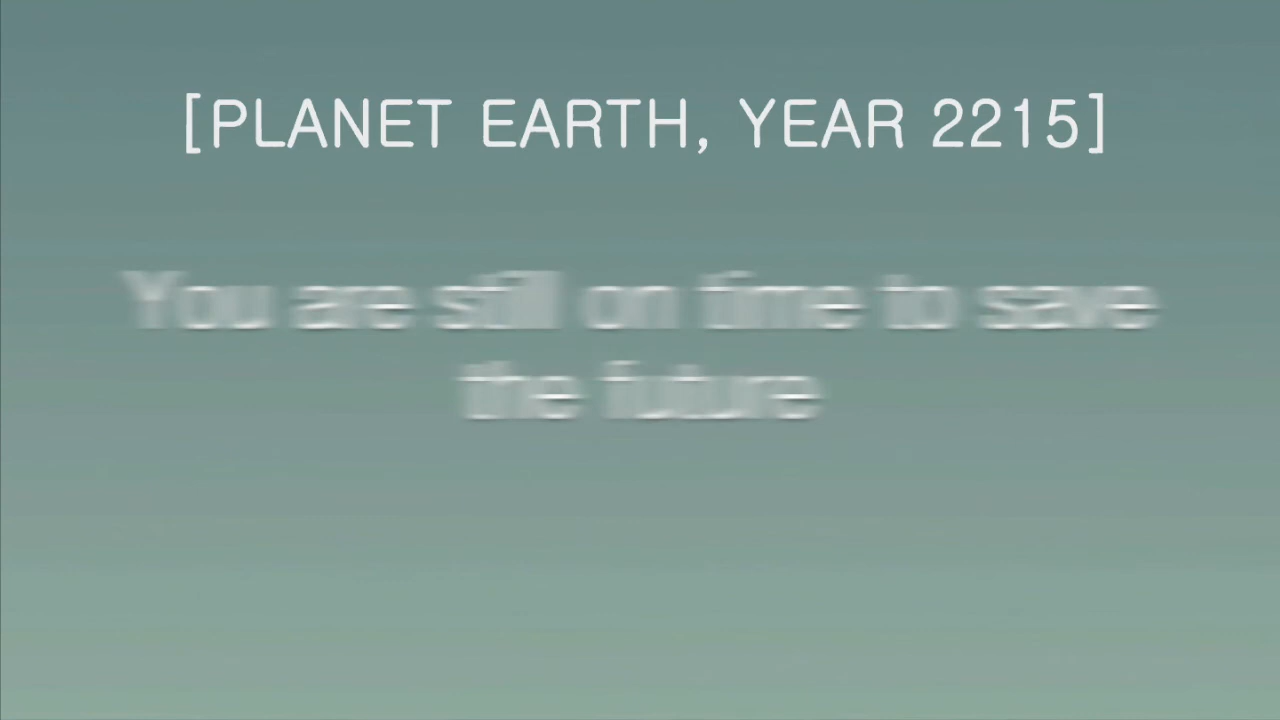 [PLANET EARTH, YEAR 2215]
You are still on time to save
the future